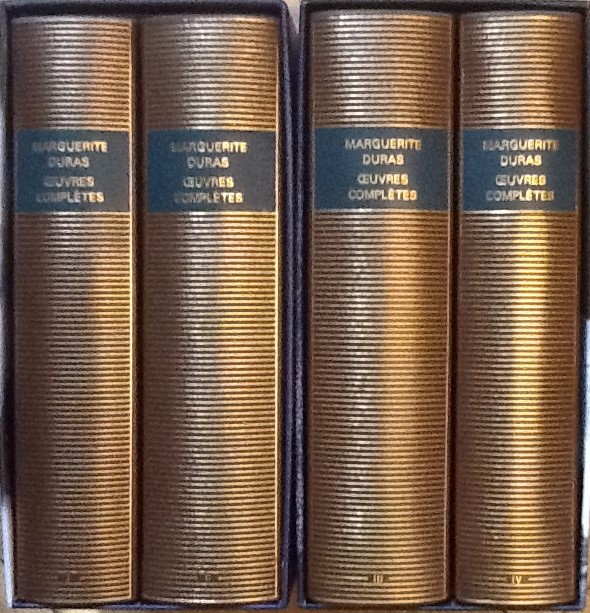 MARGUERITE
DURAS
ŒUVRES
COMPLÈTES
MARGUERITE
DURAS
ŒUVRES
COMPLÈTES
MARGUERITE
DURAS
ŒUVRES
COMPLÈTES
III
MARGUERITE
DURAS
ŒUVRES
COMPLÈTES
IV